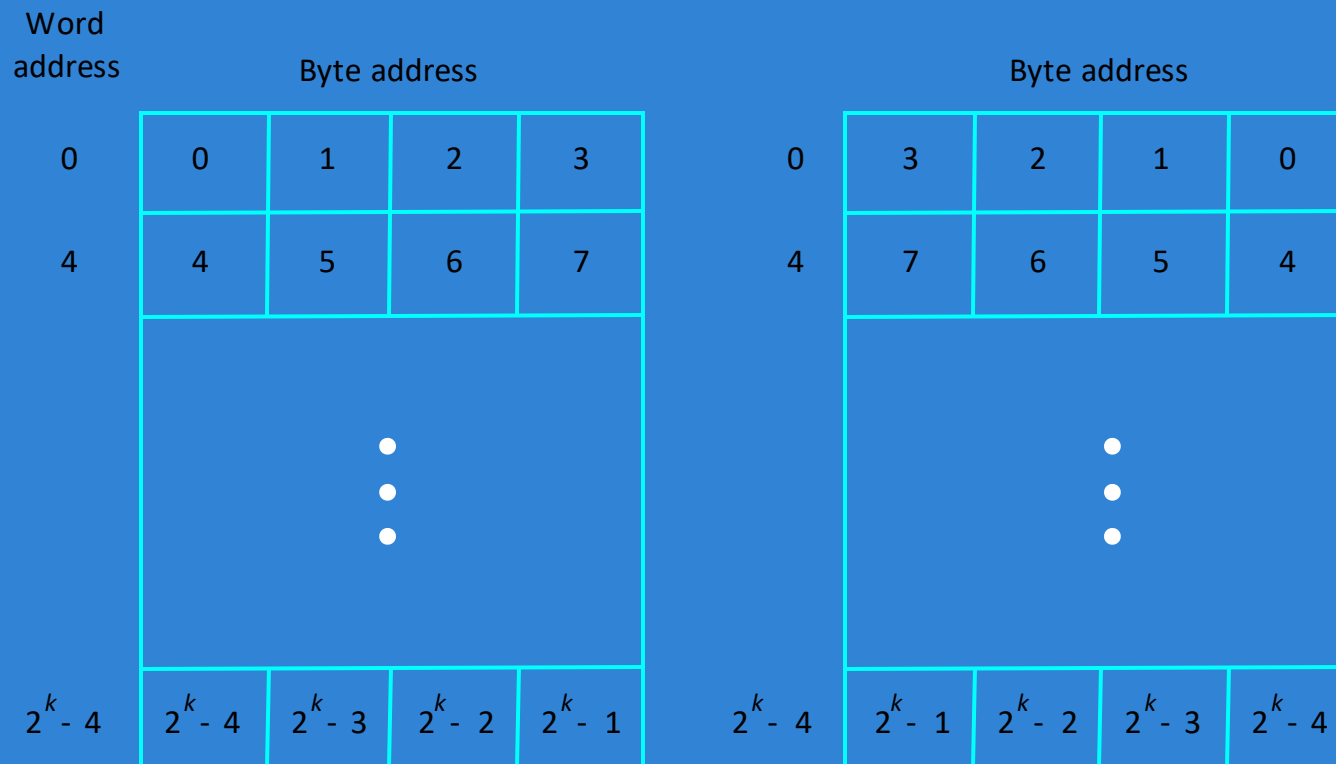 Word
address
Byte address
Byte address
0 0 1 2 3
0 3 2 1 0
4 4 5 6 7
4 7 6 5 4
2^k - 4 2^k - 4 2^k - 3 2^k - 2 2^k - 1
2^k - 4 2^k - 1 2^k - 2 2^k - 3 2^k - 4